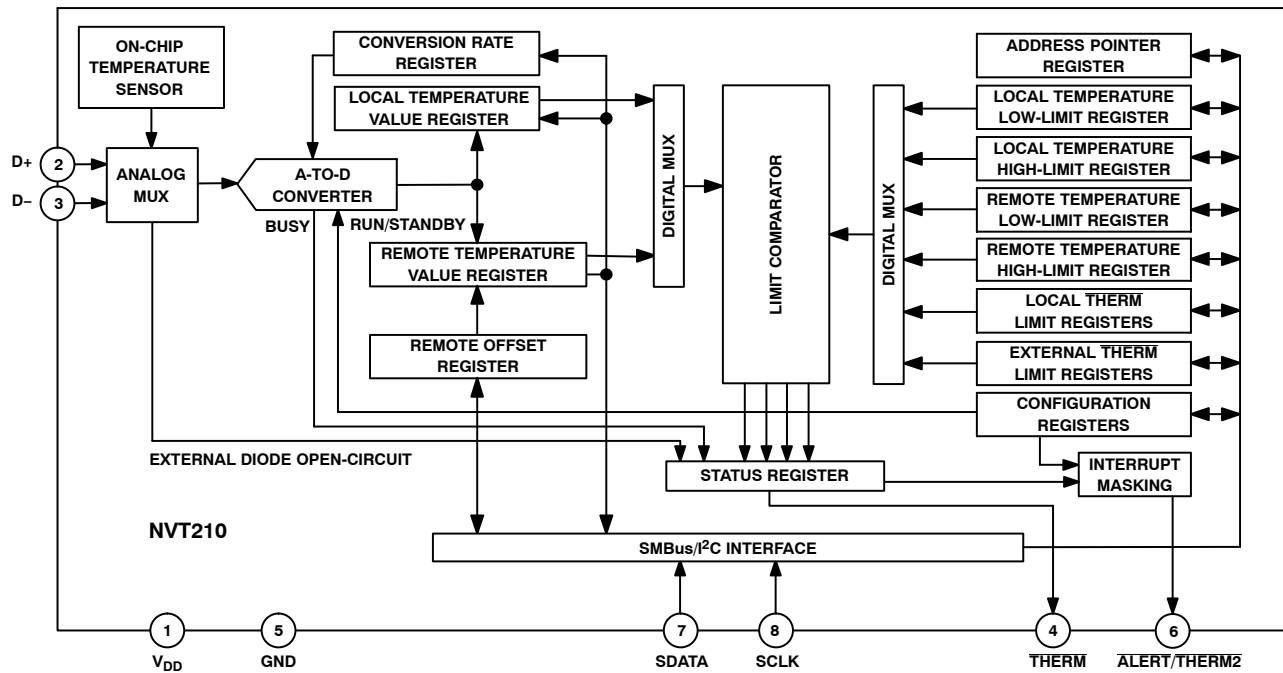 ON-CHIP
TEMPERATURE
SENSOR
CONVERSION RATE
REGISTER
LOCAL TEMPERATURE
VALUE REGISTER
D+
2
D–
3
ANALOG
MUX
A-TO-D
CONVERTER
BUSY
RUN/STANDBY
REMOTE TEMPERATURE
VALUE REGISTER
REMOTE OFFSET
REGISTER
DIGITAL MUX
LIMIT COMPARATOR
DIGITAL MUX
ADDRESS POINTER
REGISTER
LOCAL TEMPERATURE
LOW-LIMIT REGISTER
LOCAL TEMPERATURE
HIGH-LIMIT REGISTER
REMOTE TEMPERATURE
LOW-LIMIT REGISTER
REMOTE TEMPERATURE
HIGH-LIMIT REGISTER
LOCAL THERM
LIMIT REGISTERS
EXTERNAL THERM
LIMIT REGISTERS
CONFIGURATION
REGISTERS
EXTERNAL DIODE OPEN-CIRCUIT
STATUS REGISTER
INTERRUPT
MASKING
NVT210
SMBus/I²C INTERFACE
1
5
7
8
4
6
VDD
GND
SDATA
SCLK
THERM
ALERT/THERM2